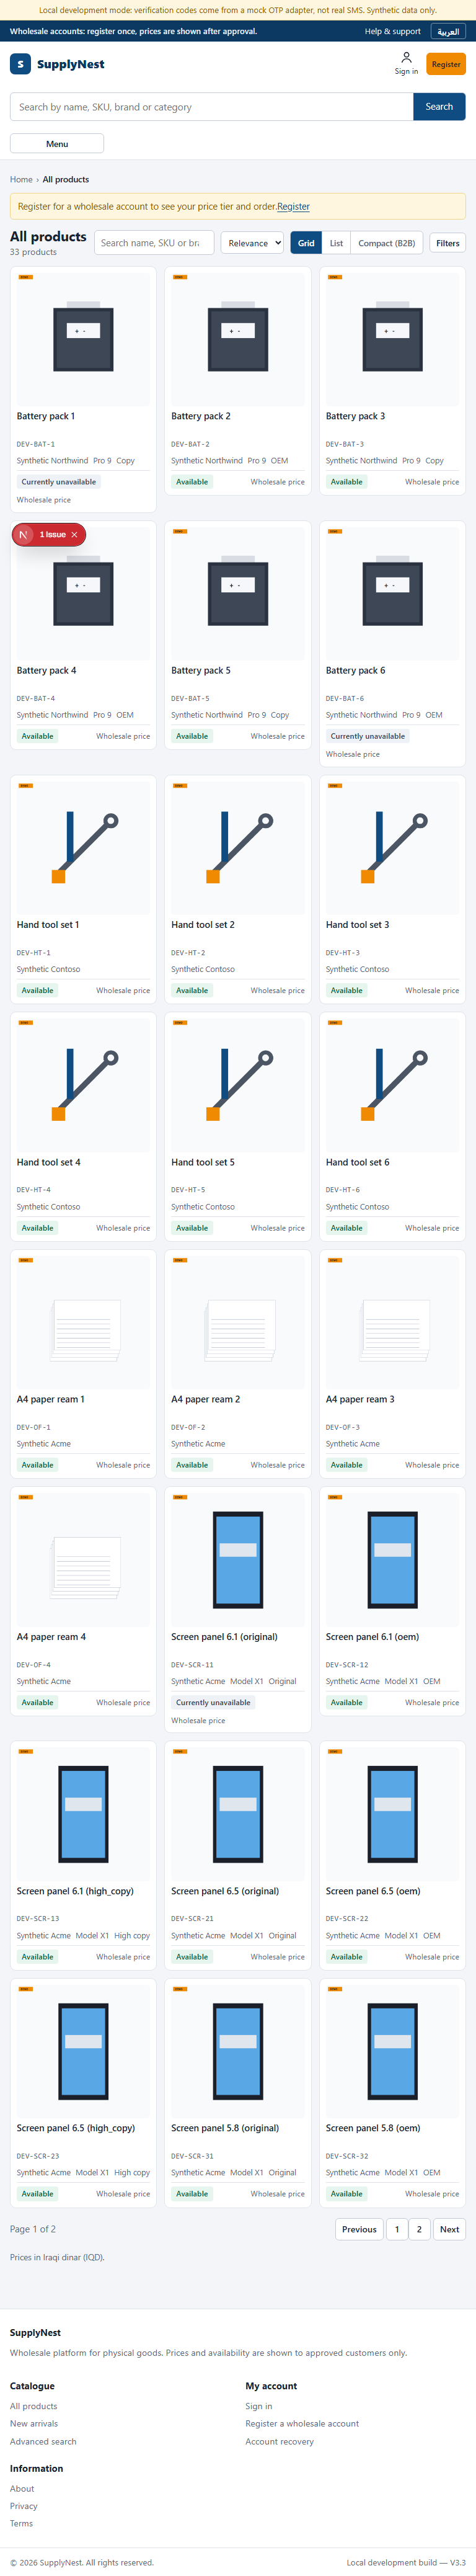 Local development mode: verification codes come from a mock OTP adapter, not real SMS. Synthetic data only.
Wholesale accounts: register once, prices are shown after approval. Help & support العربية
S SupplyNest Sign in Register
Search by name, SKU, brand or category Search
Menu
Home › All products
Register for a wholesale account to see your price tier and order.Register
All products
33 products
Search name, SKU or bra Relevance Grid List Compact (B2B) Filters
Battery pack 1
DEV-BAT-1
Synthetic Northwind Pro 9 Copy
Currently unavailable
Wholesale price
Battery pack 2
DEV-BAT-2
Synthetic Northwind Pro 9 OEM
Available Wholesale price
Battery pack 3
DEV-BAT-3
Synthetic Northwind Pro 9 Copy
Available Wholesale price
N 1 Issue ×
Battery pack 4
DEV-BAT-4
Synthetic Northwind Pro 9 OEM
Available Wholesale price
Battery pack 5
DEV-BAT-5
Synthetic Northwind Pro 9 Copy
Available Wholesale price
Battery pack 6
DEV-BAT-6
Synthetic Northwind Pro 9 OEM
Currently unavailable
Wholesale price
Hand tool set 1
DEV-HT-1
Synthetic Contoso
Available Wholesale price
Hand tool set 2
DEV-HT-2
Synthetic Contoso
Available Wholesale price
Hand tool set 3
DEV-HT-3
Synthetic Contoso
Available Wholesale price
Hand tool set 4
DEV-HT-4
Synthetic Contoso
Available Wholesale price
Hand tool set 5
DEV-HT-5
Synthetic Contoso
Available Wholesale price
Hand tool set 6
DEV-HT-6
Synthetic Contoso
Available Wholesale price
A4 paper ream 1
DEV-OF-1
Synthetic Acme
Available Wholesale price
A4 paper ream 2
DEV-OF-2
Synthetic Acme
Available Wholesale price
A4 paper ream 3
DEV-OF-3
Synthetic Acme
Available Wholesale price
A4 paper ream 4
DEV-OF-4
Synthetic Acme
Available Wholesale price
Screen panel 6.1 (original)
DEV-SCR-11
Synthetic Acme Model X1 Original
Currently unavailable
Wholesale price
Screen panel 6.1 (oem)
DEV-SCR-12
Synthetic Acme Model X1 OEM
Available Wholesale price
Screen panel 6.1 (high_copy)
DEV-SCR-13
Synthetic Acme Model X1 High copy
Available Wholesale price
Screen panel 6.5 (original)
DEV-SCR-21
Synthetic Acme Model X1 Original
Available Wholesale price
Screen panel 6.5 (oem)
DEV-SCR-22
Synthetic Acme Model X1 OEM
Available Wholesale price
Screen panel 6.5 (high_copy)
DEV-SCR-23
Synthetic Acme Model X1 High copy
Available Wholesale price
Screen panel 5.8 (original)
DEV-SCR-31
Synthetic Acme Model X1 Original
Available Wholesale price
Screen panel 5.8 (oem)
DEV-SCR-32
Synthetic Acme Model X1 OEM
Available Wholesale price
Page 1 of 2 Previous 1 2 Next
Prices in Iraqi dinar (IQD).
SupplyNest
Wholesale platform for physical goods. Prices and availability are shown to approved customers only.
Catalogue
All products
New arrivals
Advanced search
My account
Sign in
Register a wholesale account
Account recovery
Information
About
Privacy
Terms
© 2026 SupplyNest. All rights reserved. Local development build — V3.3